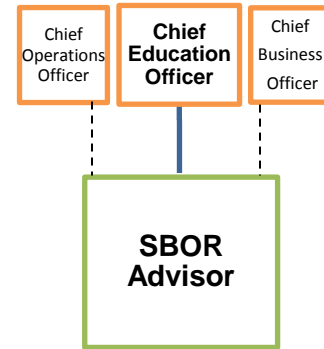 Chief
Operations
Officer
Chief
Education
Officer
Chief
Business
Officer
SBOR
Advisor